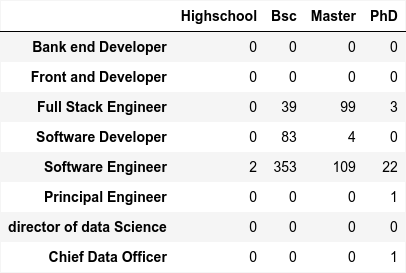 Highschool Bsc Master PhD
Bank end Developer 0 0 0 0
Front and Developer 0 0 0 0
Full Stack Engineer 0 39 99 3
Software Developer 0 83 4 0
Software Engineer 2 353 109 22
Principal Engineer 0 0 0 1
director of data Science 0 0 0 0
Chief Data Officer 0 0 0 1